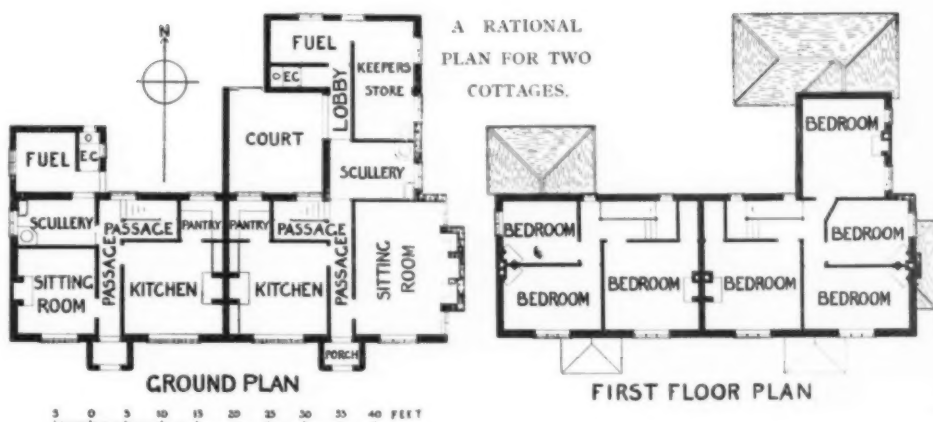 A RATIONAL
PLAN FOR TWO
COTTAGES.
N
FUEL
E.C
KEEPERS
STORE
LOBBY
COURT
SCULLERY
FUEL
E.C
SCULLERY
PASSAGE
PANTRY
PANTRY
PASSAGE
PASSAGE
SITTING
ROOM
KITCHEN
KITCHEN
PASSAGE
SITTING
ROOM
PORCH
GROUND PLAN
5 0 5 10 15 20 25 30 35 40 FEET
BEDROOM
BEDROOM
BEDROOM
BEDROOM
BEDROOM
BEDROOM
BEDROOM
FIRST FLOOR PLAN